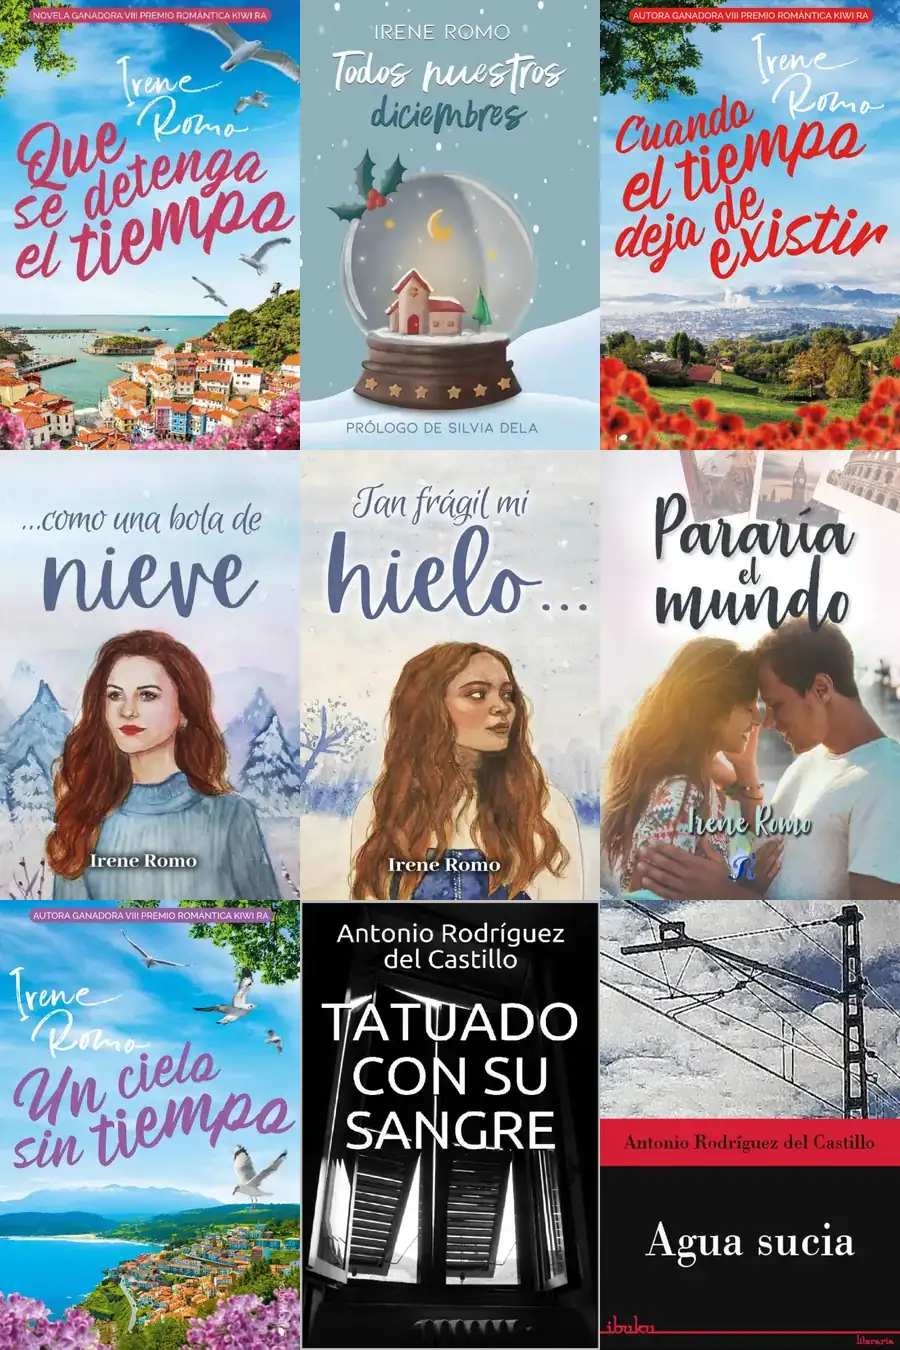 NOVELA GANADORA VIII PREMIO ROMÁNTICA KIWI RA
Irene
Romo
Que
se detenga
el tiempo
IRENE ROMO
Todos nuestros
diciembres
PRÓLOGO DE SILVIA DELA
AUTORA GANADORA VIII PREMIO ROMÁNTICA KIWI RA
Irene
Romo
Cuando
el tiempo
deja de
existir
...como una bola de
nieve
Irene Romo
Tan frágil mi
hielo...
Irene Romo
Pararía
el
mundo
Irene Romo
R
AUTORA GANADORA VIII PREMIO ROMÁNTICA KIWI RA
Irene
Romo
Un cielo
sin tiempo
Antonio Rodríguez
del Castillo
TATUADO
CON SU
SANGRE
Antonio Rodríguez del Castillo
Agua sucia
ibuku
libraria